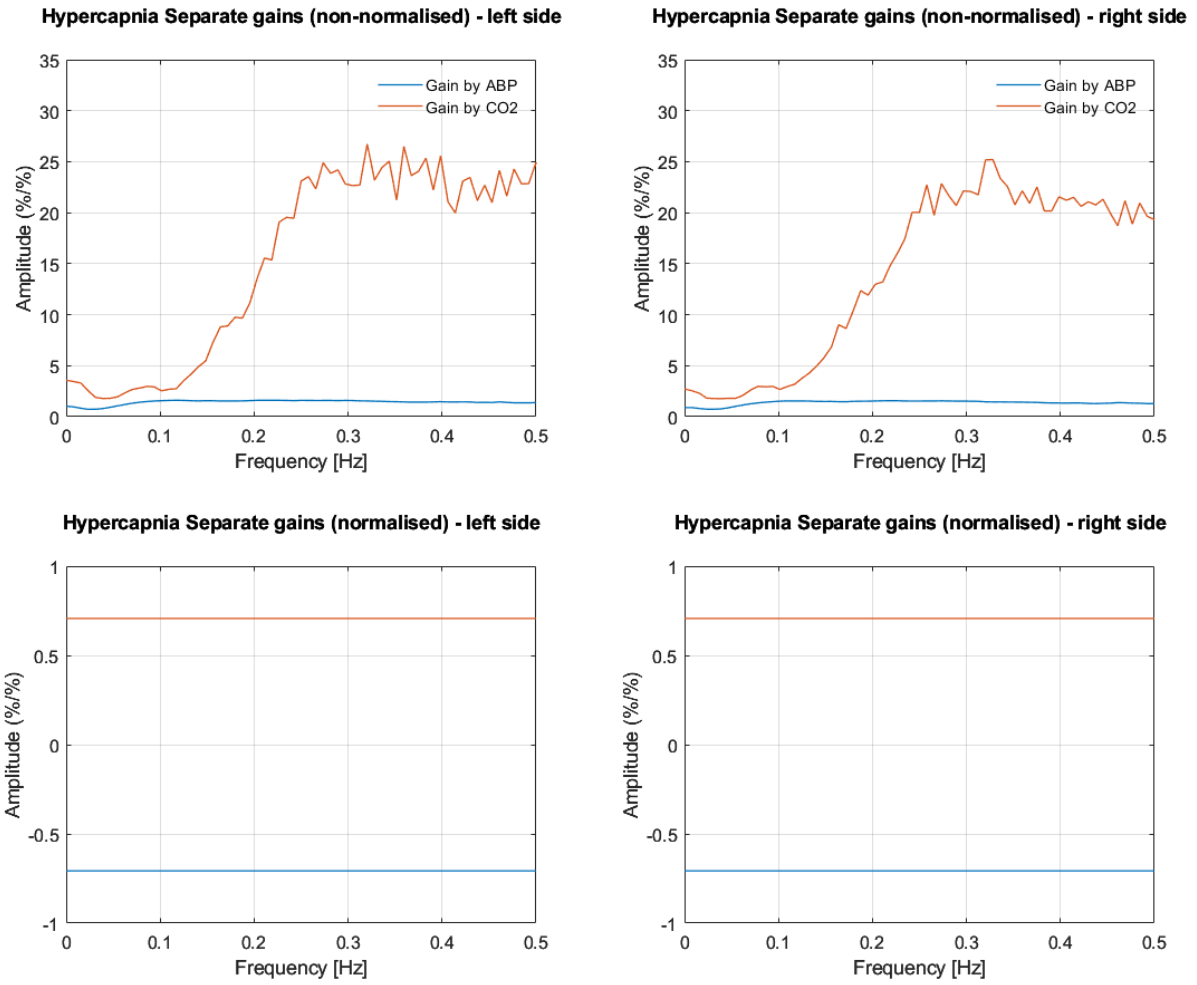 Hypercapnia Separate gains (non-normalised) - left side
35
30
25
20
15
10
5
0
Amplitude (%/%)
Gain by ABP
Gain by CO2
0 0.1 0.2 0.3 0.4 0.5
Frequency [Hz]
Hypercapnia Separate gains (non-normalised) - right side
35
30
25
20
15
10
5
0
Amplitude (%/%)
Gain by ABP
Gain by CO2
0 0.1 0.2 0.3 0.4 0.5
Frequency [Hz]
Hypercapnia Separate gains (normalised) - left side
1
0.5
0
-0.5
-1
Amplitude (%/%)
0 0.1 0.2 0.3 0.4 0.5
Frequency [Hz]
Hypercapnia Separate gains (normalised) - right side
1
0.5
0
-0.5
-1
Amplitude (%/%)
0 0.1 0.2 0.3 0.4 0.5
Frequency [Hz]